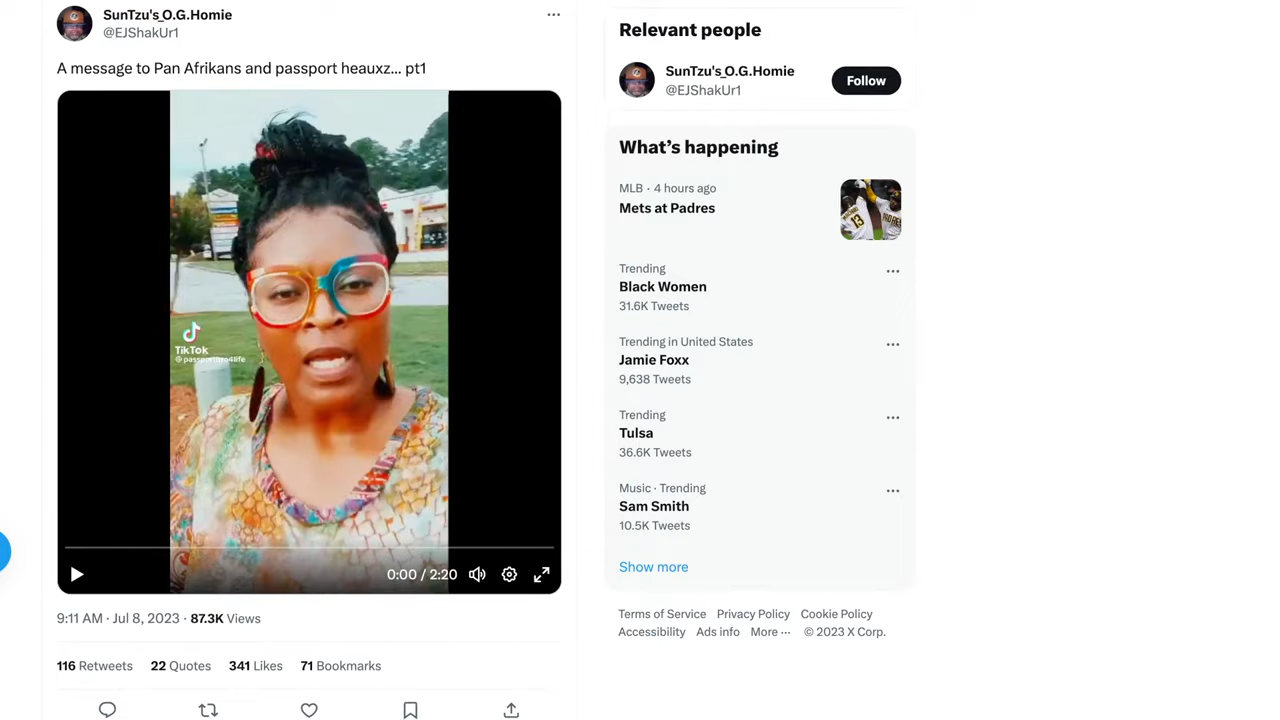 SunTzu's_O.G.Homie
@EJShakUr1
A message to Pan Afrikans and passport heauxz... pt1
TikTok
0:00 / 2:20
9:11 AM · Jul 8, 2023 · 87.3K Views
116 Retweets 22 Quotes 341 Likes 71 Bookmarks
Relevant people
SunTzu's_O.G.Homie
@EJShakUr1
Follow
What's happening
MLB · 4 hours ago
Mets at Padres
Trending
Black Women
31.6K Tweets
Trending in United States
Jamie Foxx
9,638 Tweets
Trending
Tulsa
36.6K Tweets
Music · Trending
Sam Smith
10.5K Tweets
Show more
Terms of Service Privacy Policy Cookie Policy
Accessibility Ads info More ··· © 2023 X Corp.